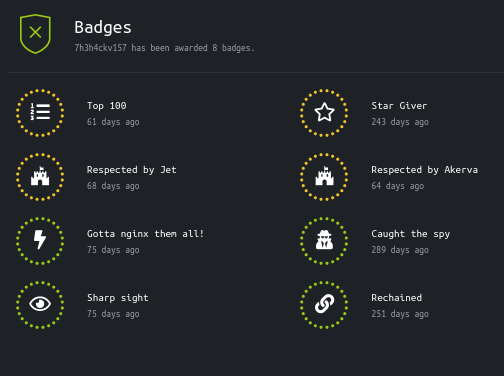 Badges
7h3h4ckv157 has been awarded 8 badges.
Top 100
61 days ago
Star Giver
243 days ago
Respected by Jet
68 days ago
Respected by Akerva
64 days ago
Gotta nginx them all!
75 days ago
Caught the spy
289 days ago
Sharp sight
75 days ago
Rechained
251 days ago